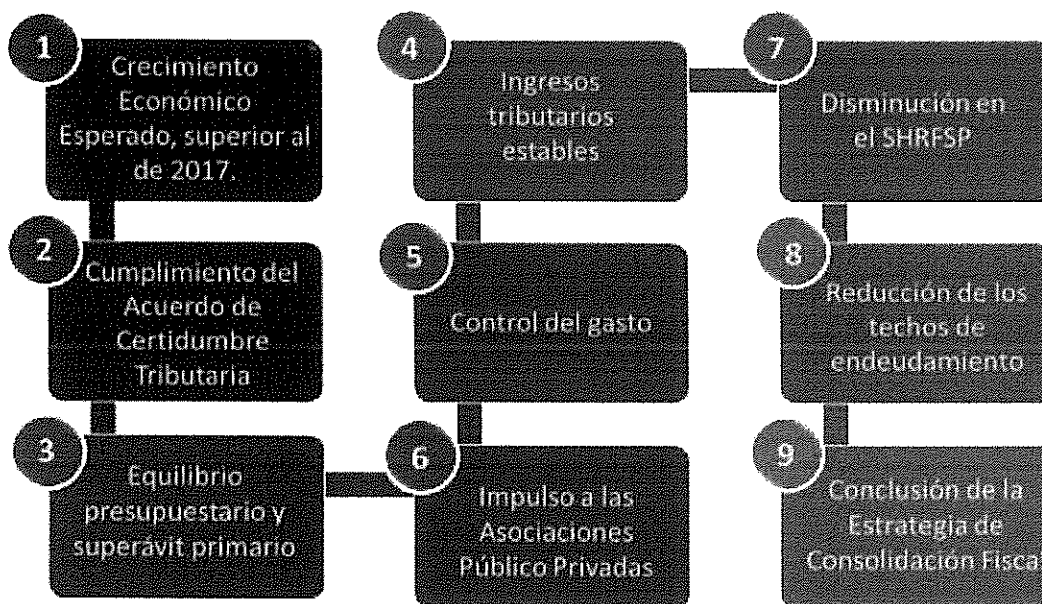 1
Crecimiento
Económico
Esperado, superior al
de 2017.
2
Cumplimiento del
Acuerdo de
Certidumbre
Tributaria
3
Equilibrio
presupuestario y
superávit primario
4
Ingresos
tributarios
estables
5
Control del gasto
6
Impulso a las
Asociaciones
Público Privadas
7
Disminución en
el SHRFSP
8
Reducción de los
techos de
endeudamiento
9
Conclusión de la
Estrategia de
Consolidación Fiscal